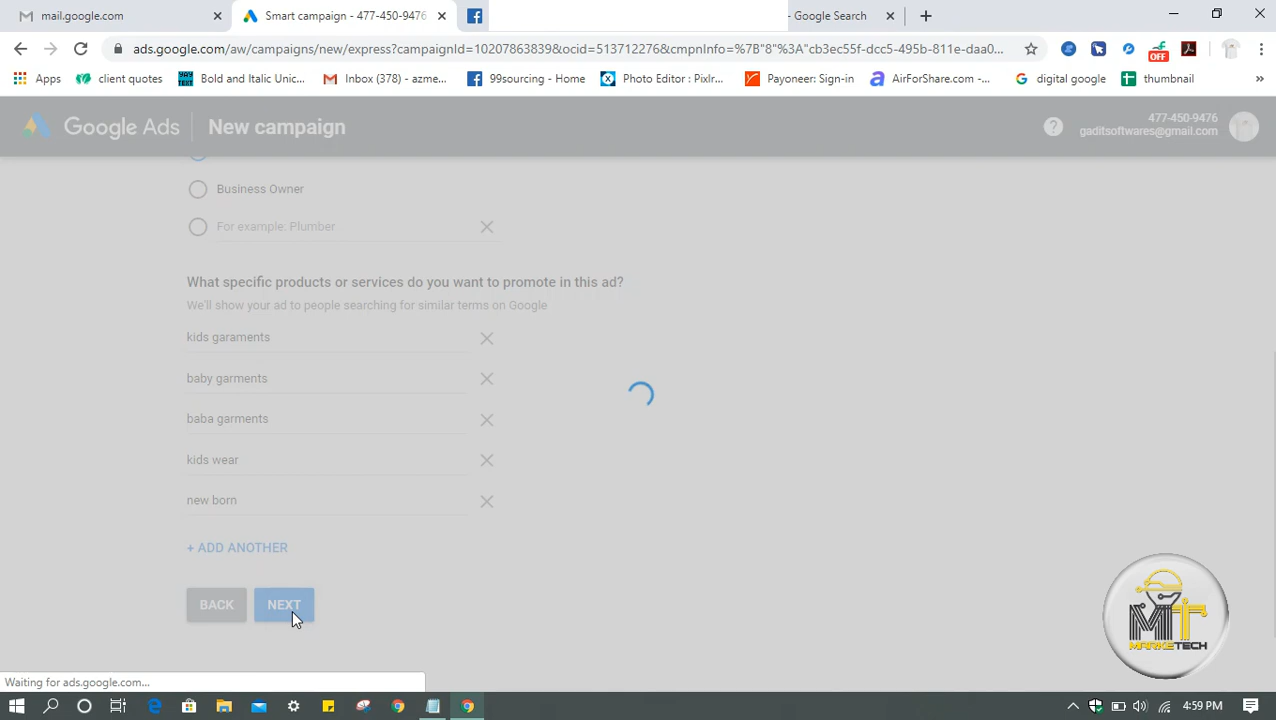 mail.google.com
Smart campaign - 477-450-9476
- Google Search
ads.google.com/aw/campaigns/new/express?campaignId=10207863839&ocid=513712276&cmpnInfo=%7B"8"%3A"cb3ec55f-dcc5-495b-811e-daa0...
OFF
Apps
client quotes
Bold and Italic Unic...
Inbox (378) - azme...
99sourcing - Home
Photo Editor : Pixlr...
Payoneer: Sign-in
AirForShare.com -...
digital google
thumbnail
»
Google Ads
New campaign
477-450-9476
gaditsoftwares@gmail.com
Business Owner
For example: Plumber
What specific products or services do you want to promote in this ad?
We'll show your ad to people searching for similar terms on Google
kids garaments
baby garments
baba garments
kids wear
new born
+ ADD ANOTHER
BACK
NEXT
MT
MARKETECH
Waiting for ads.google.com...
4:59 PM